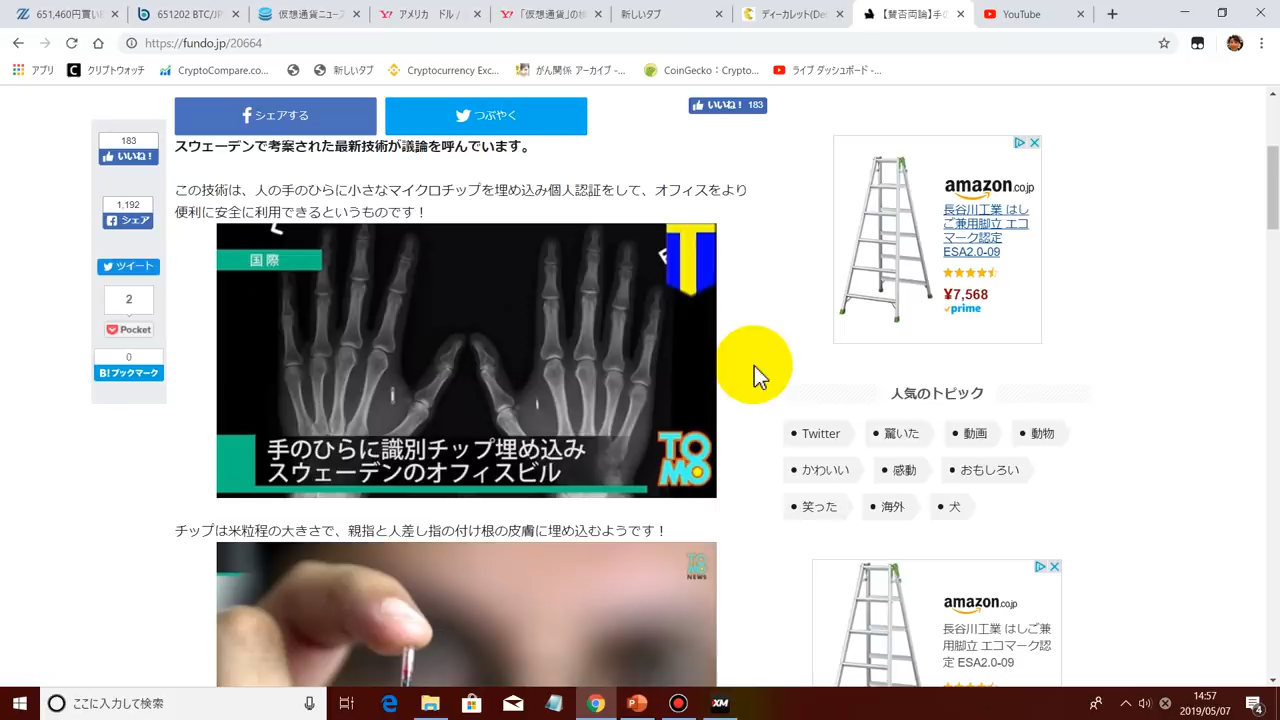 651,460円買い
651202 BTC/JP
仮想通貨ニュース
アメリカ ドル /
「仮想通貨」の検
新しいタブ
ディーカレット(De
【賛否両論】手の
YouTube
https://fundo.jp/20664
アプリ
クリプトウォッチ
CryptoCompare.co...
新しいタブ
Cryptocurrency Exc...
がん関係 アーカイブ -...
CoinGecko：Crypto...
ライブ ダッシュボード -...
シェアする
つぶやく
いいね！ 183
183
いいね！
1,192
シェア
ツイート
2
Pocket
0
B!ブックマーク
スウェーデンで考案された最新技術が議論を呼んでいます。
この技術は、人の手のひらに小さなマイクロチップを埋め込み個人認証をして、オフィスをより
便利に安全に利用できるというものです！
国際
手のひらに識別チップ埋め込み
スウェーデンのオフィスビル
TO
MO
チップは米粒程の大きさで、親指と人差し指の付け根の皮膚に埋め込むようです！
TO
MO
NEWS
amazon.co.jp
長谷川工業 はし
ご兼用脚立 エコ
マーク認定
ESA2.0-09
¥7,568
prime
人気のトピック
Twitter
驚いた
動画
動物
かわいい
感動
おもしろい
笑った
海外
犬
amazon.co.jp
長谷川工業 はしご兼
用脚立 エコマーク認
定 ESA2.0-09
ここに入力して検索
XM
14:57
2019/05/07
4